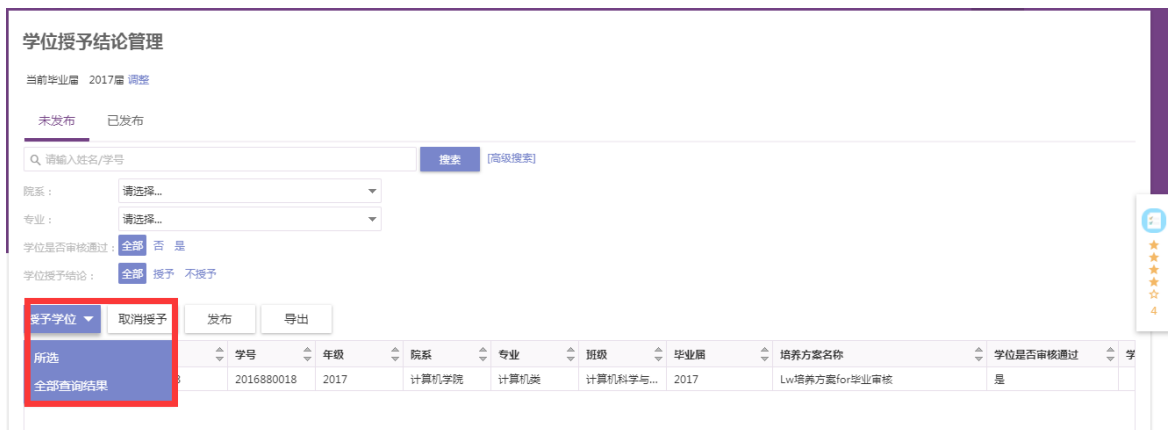 学位授予结论管理
当前毕业届 2017届 调整
未发布 已发布
请输入姓名/学号 搜索 [高级搜索]
院系： 请选择...
专业： 请选择...
学位是否审核通过： 全部 否 是
学位授予结论： 全部 授予 不授予
授予学位 取消授予 发布 导出
学号 年级 院系 专业 班级 毕业届 培养方案名称 学位是否审核通过 学
所选
3 2016880018 2017 计算机学院 计算机类 计算机科学与... 2017 Lw培养方案for毕业审核 是
全部查询结果
4